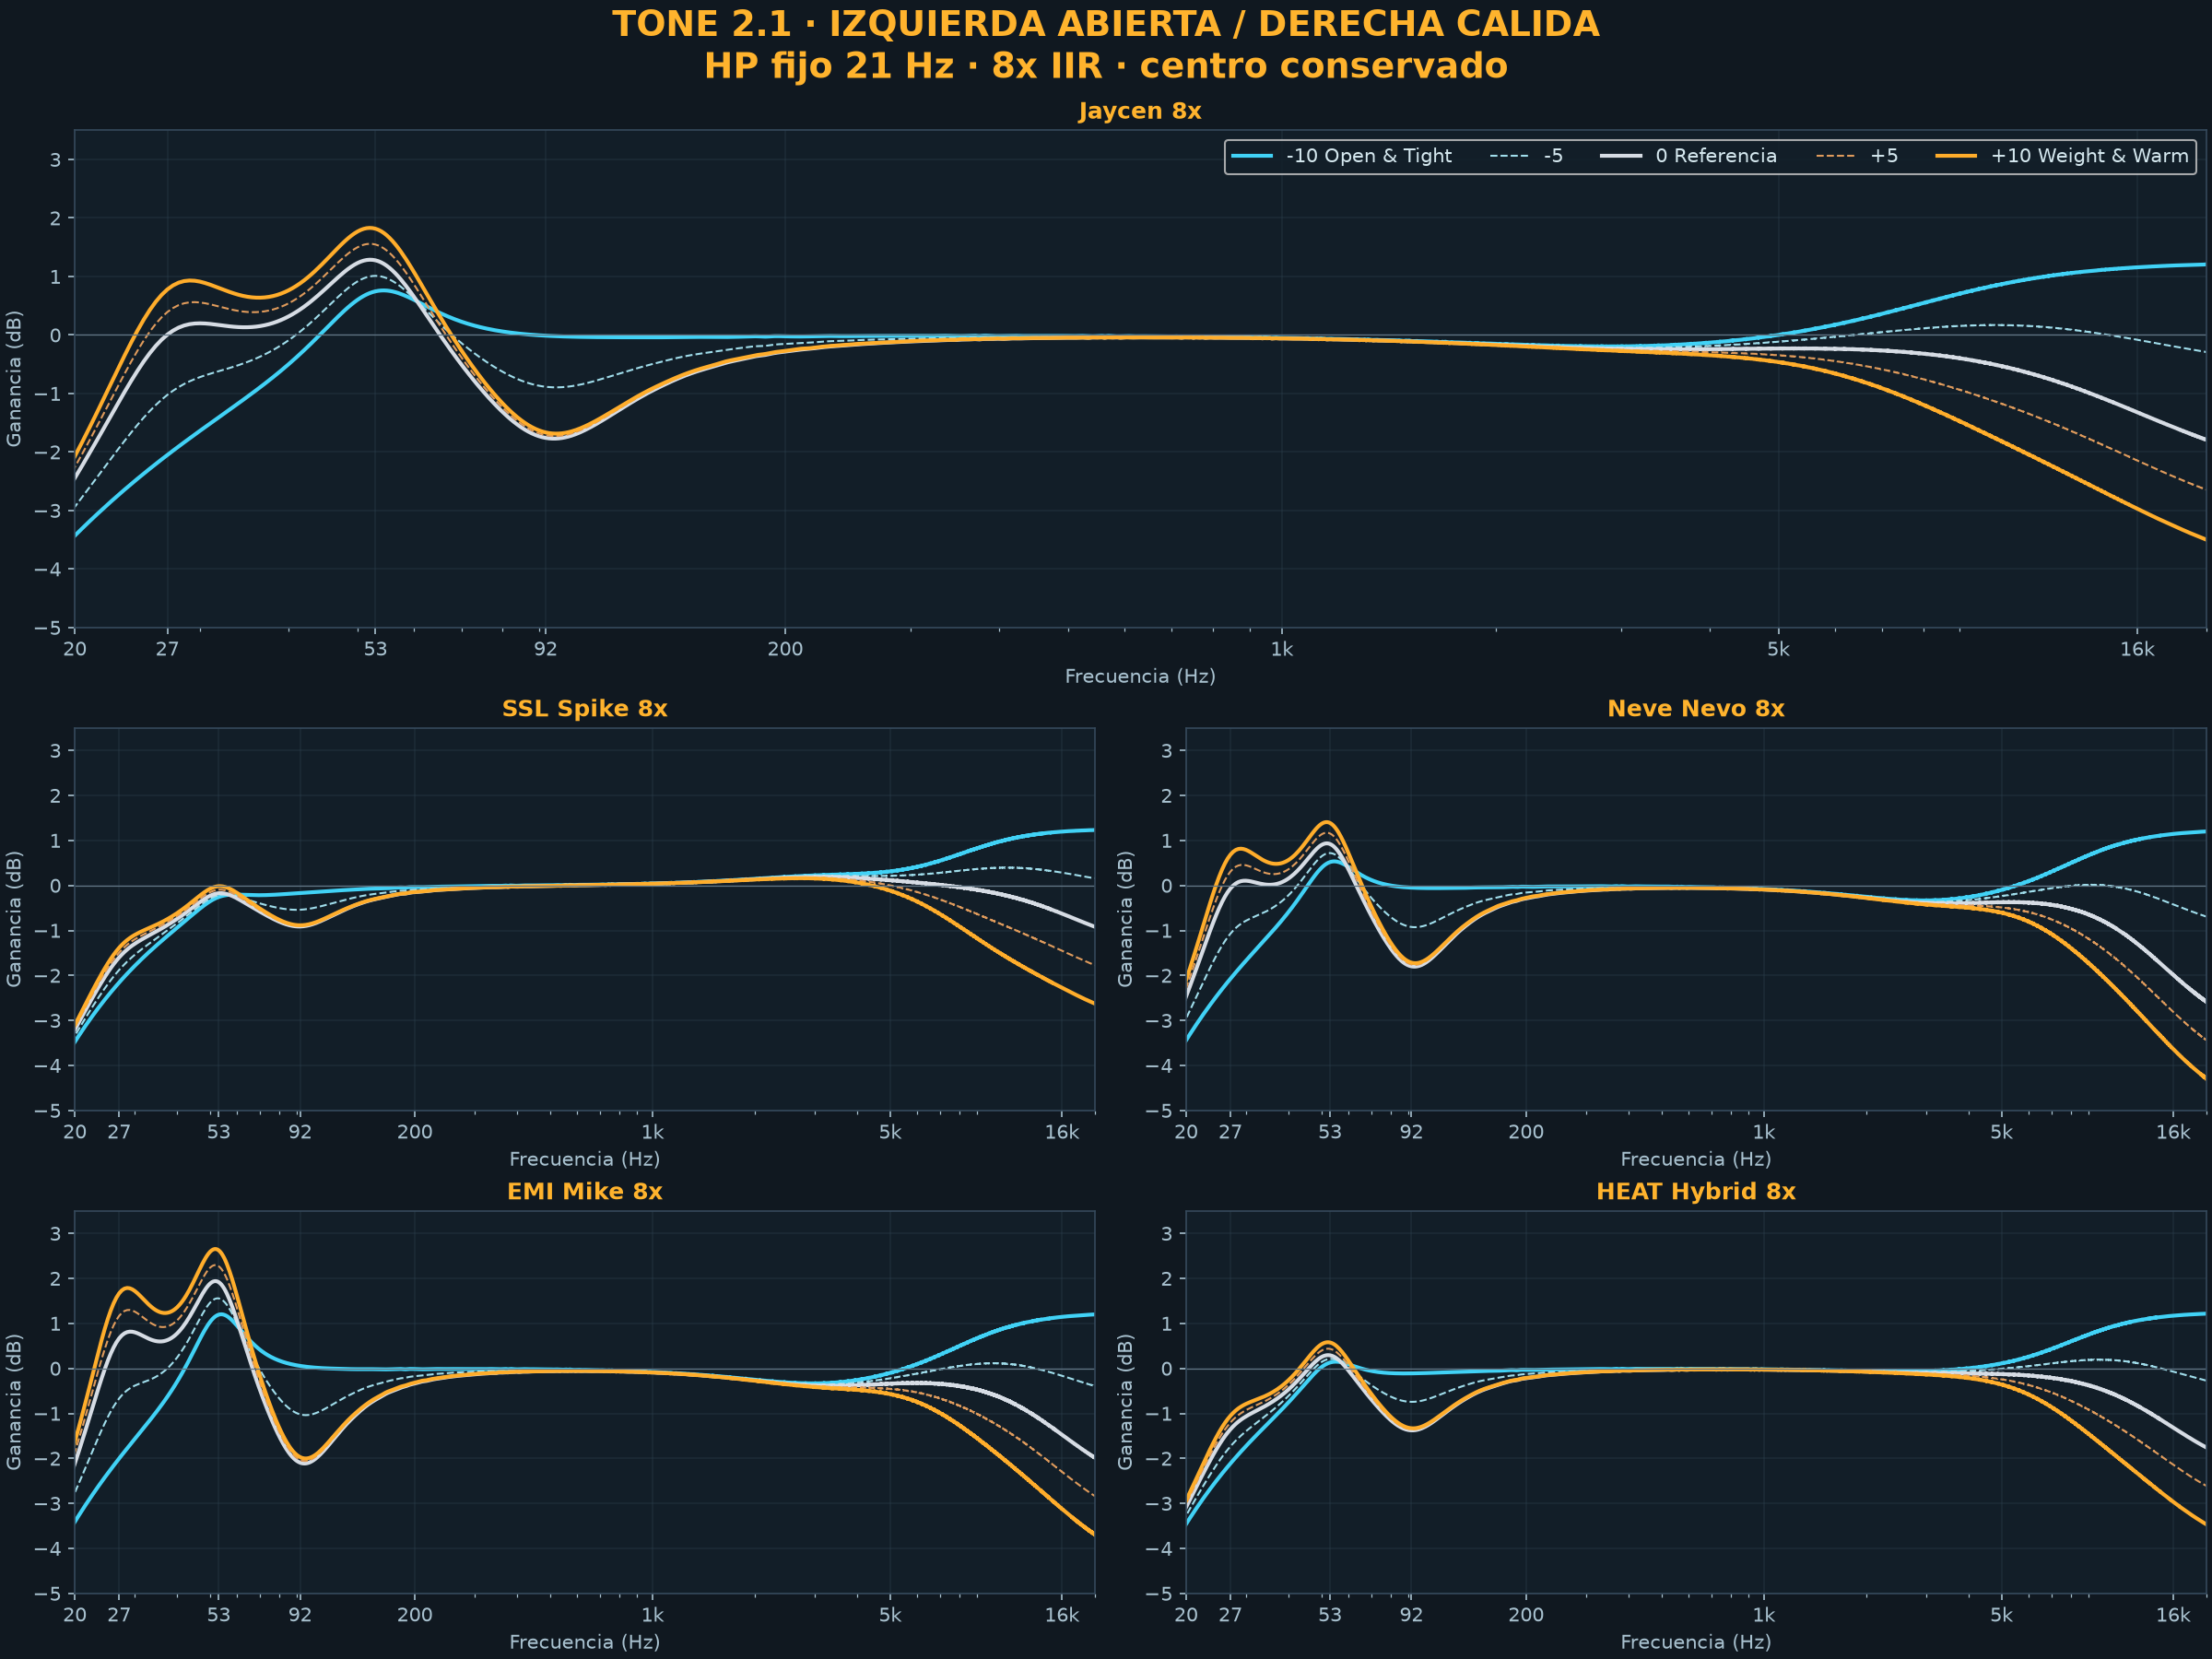 TONE 2.1 · IZQUIERDA ABIERTA / DERECHA CALIDA
HP fijo 21 Hz · 8x IIR · centro conservado
Jaycen 8x
-10 Open & Tight -5 0 Referencia +5 +10 Weight & Warm
Ganancia (dB)
3
2
1
0
−1
−2
−3
−4
−5
20 27 53 92 200 1k 5k 16k
Frecuencia (Hz)
SSL Spike 8x
Ganancia (dB)
3
2
1
0
−1
−2
−3
−4
−5
20 27 53 92 200 1k 5k 16k
Frecuencia (Hz)
Neve Nevo 8x
Ganancia (dB)
3
2
1
0
−1
−2
−3
−4
−5
20 27 53 92 200 1k 5k 16k
Frecuencia (Hz)
EMI Mike 8x
Ganancia (dB)
3
2
1
0
−1
−2
−3
−4
−5
20 27 53 92 200 1k 5k 16k
Frecuencia (Hz)
HEAT Hybrid 8x
Ganancia (dB)
3
2
1
0
−1
−2
−3
−4
−5
20 27 53 92 200 1k 5k 16k
Frecuencia (Hz)